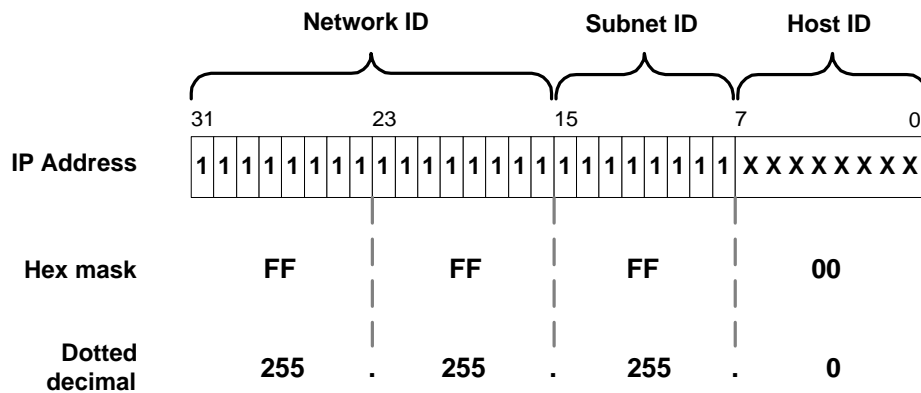 Network ID Subnet ID Host ID
31 23 15 7 0
IP Address 1 1 1 1 1 1 1 1 1 1 1 1 1 1 1 1 1 1 1 1 1 1 1 1 X X X X X X X X
Hex mask FF FF FF 00
Dotted
decimal 255 . 255 . 255 . 0